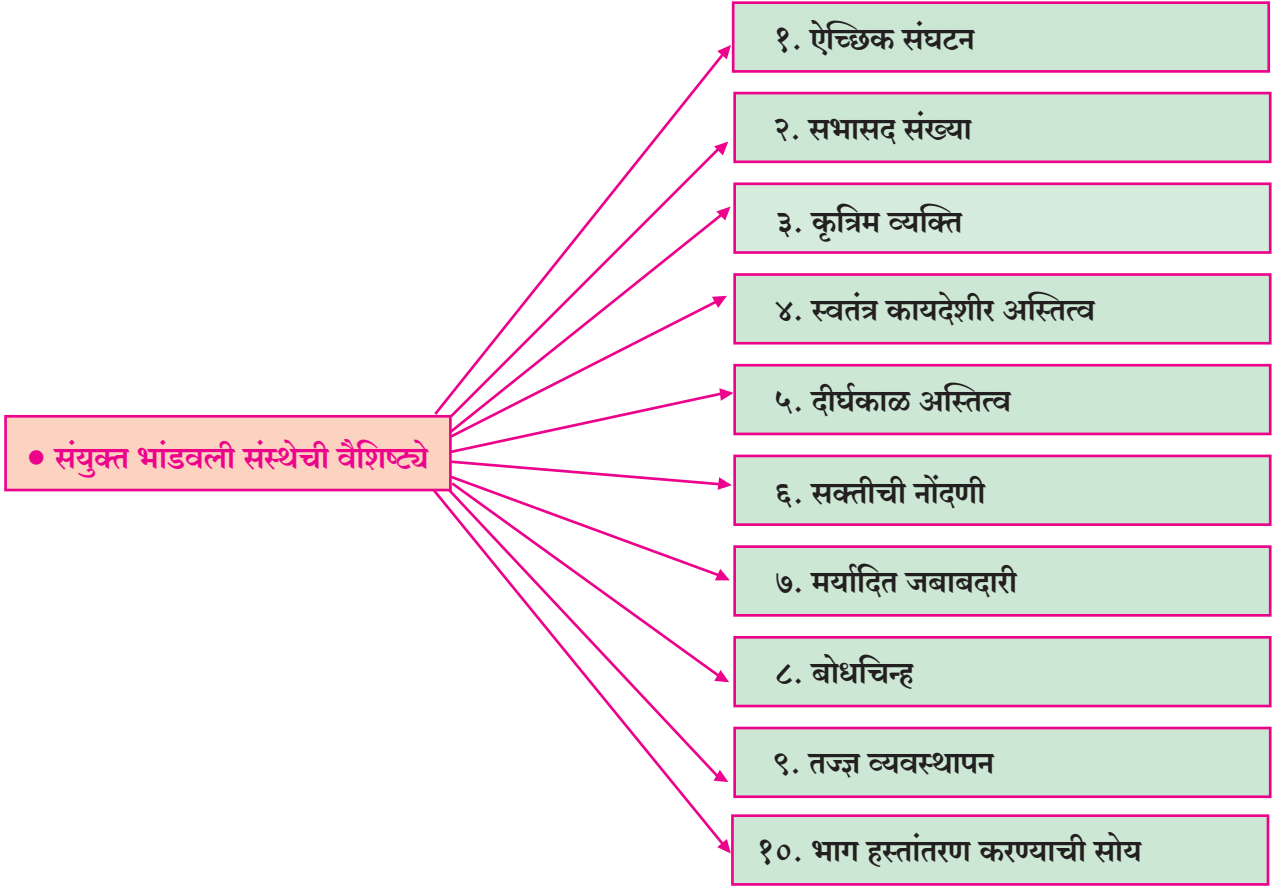 १. ऐच्छिक संघटन
२. सभासद संख्या
३. कृत्रिम व्यक्ति
४. स्वतंत्र कायदेशीर अस्तित्व
५. दीर्घकाळ अस्तित्व
• संयुक्त भांडवली संस्थेची वैशिष्ट्ये
६. सक्तीची नोंदणी
७. मर्यादित जबाबदारी
८. बोधचिन्ह
९. तज्ज्ञ व्यवस्थापन
१०. भाग हस्तांतरण करण्याची सोय